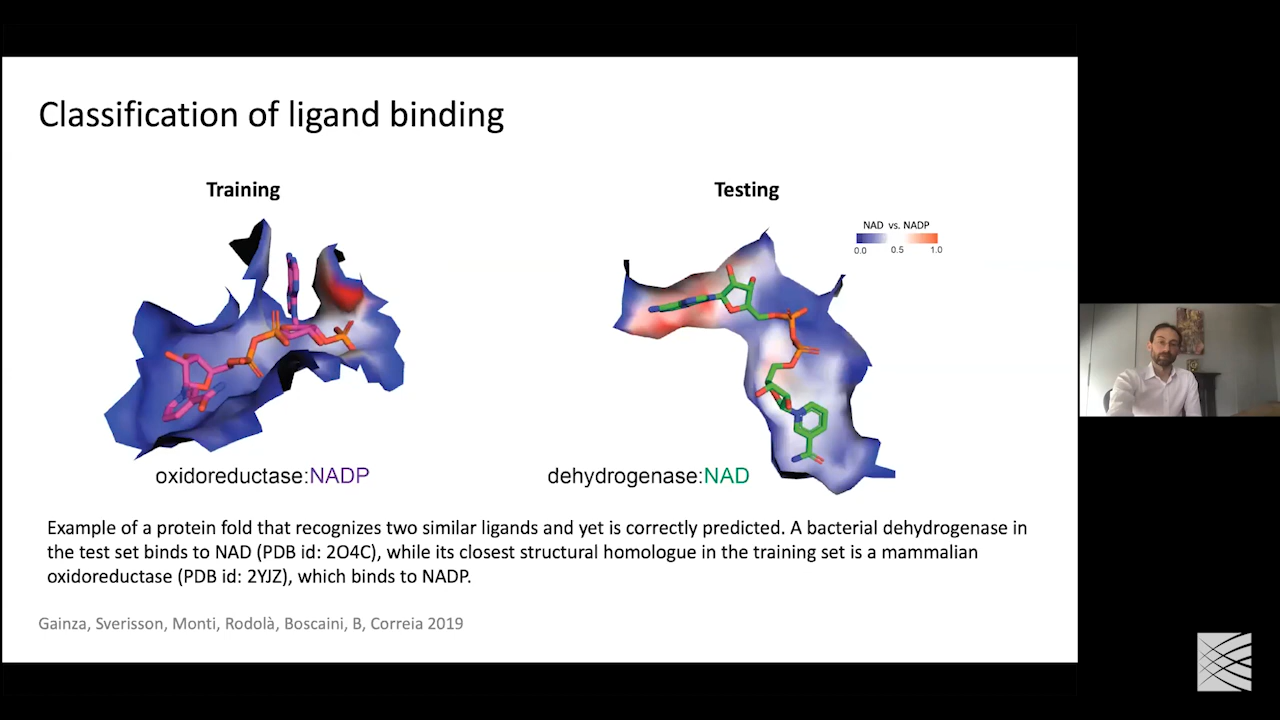 Classification of ligand binding
Training
Testing
NAD vs. NADP
0.0 0.5 1.0
oxidoreductase:NADP
dehydrogenase:NAD
Example of a protein fold that recognizes two similar ligands and yet is correctly predicted. A bacterial dehydrogenase in
the test set binds to NAD (PDB id: 2O4C), while its closest structural homologue in the training set is a mammalian
oxidoreductase (PDB id: 2YJZ), which binds to NADP.
Gainza, Sverisson, Monti, Rodolà, Boscaini, B, Correia 2019